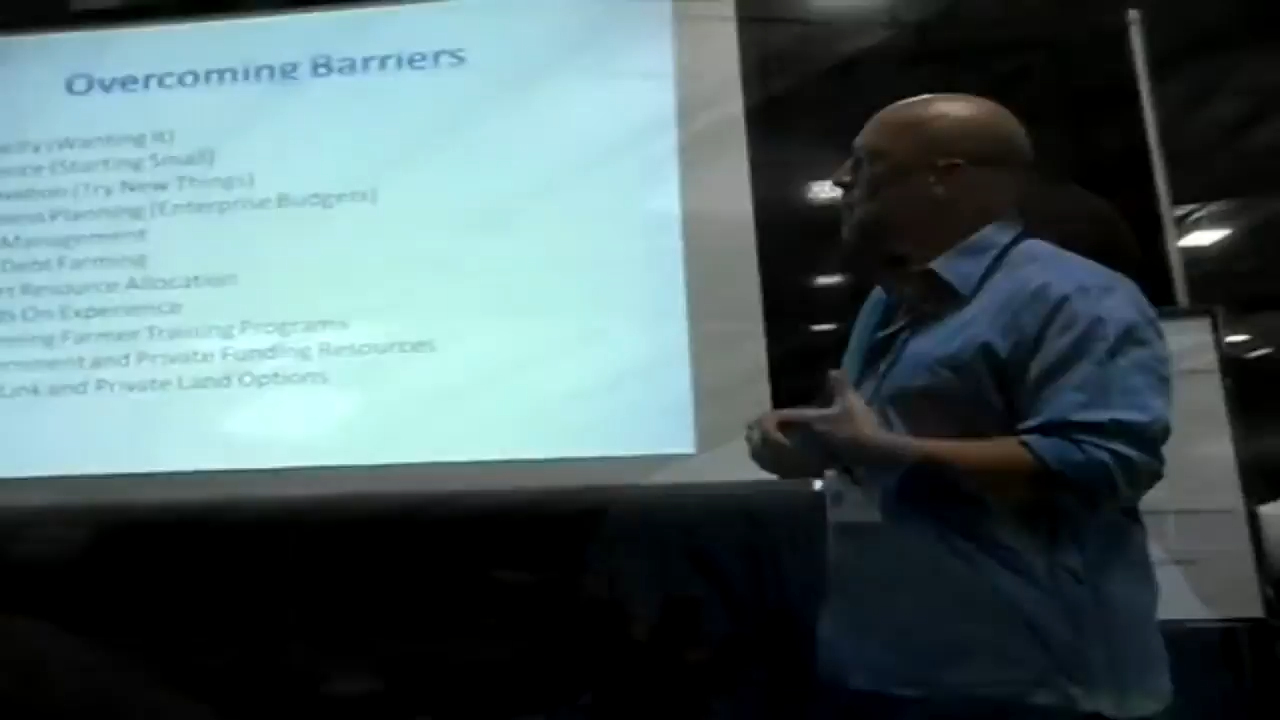 Overcoming Barriers
(Wanting It)
(Starting Small)
(Try New Things)
Planning (Enterprise Budgets)
Management
Debt Farming
Resource Allocation
On Experience
Farmer Training Programs
and Private Funding Resources
Link and Private Land Options